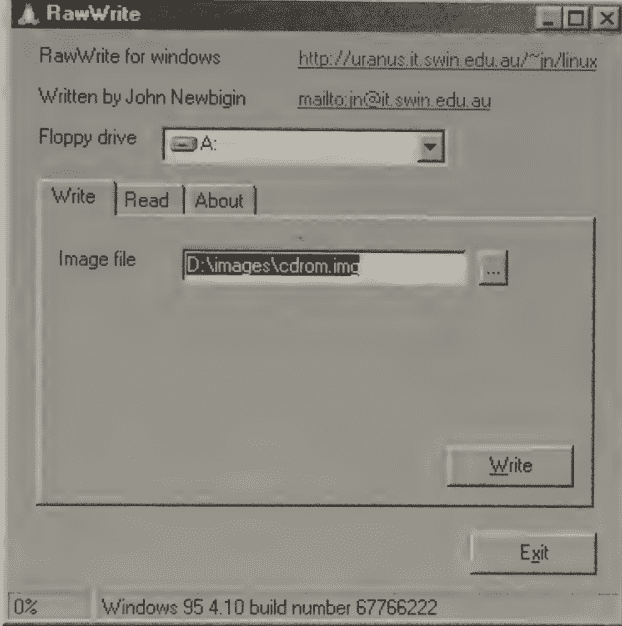 RawWrite
RawWrite for windows http://uranus.it.swin.edu.au/~jn/linux
Written by John Newbigin mailto:jn@it.swin.edu.au
Floppy drive A:
Write Read About
Image file D:\images\cdrom.img ...
Write
Exit
0% Windows 95 4.10 build number 67766222